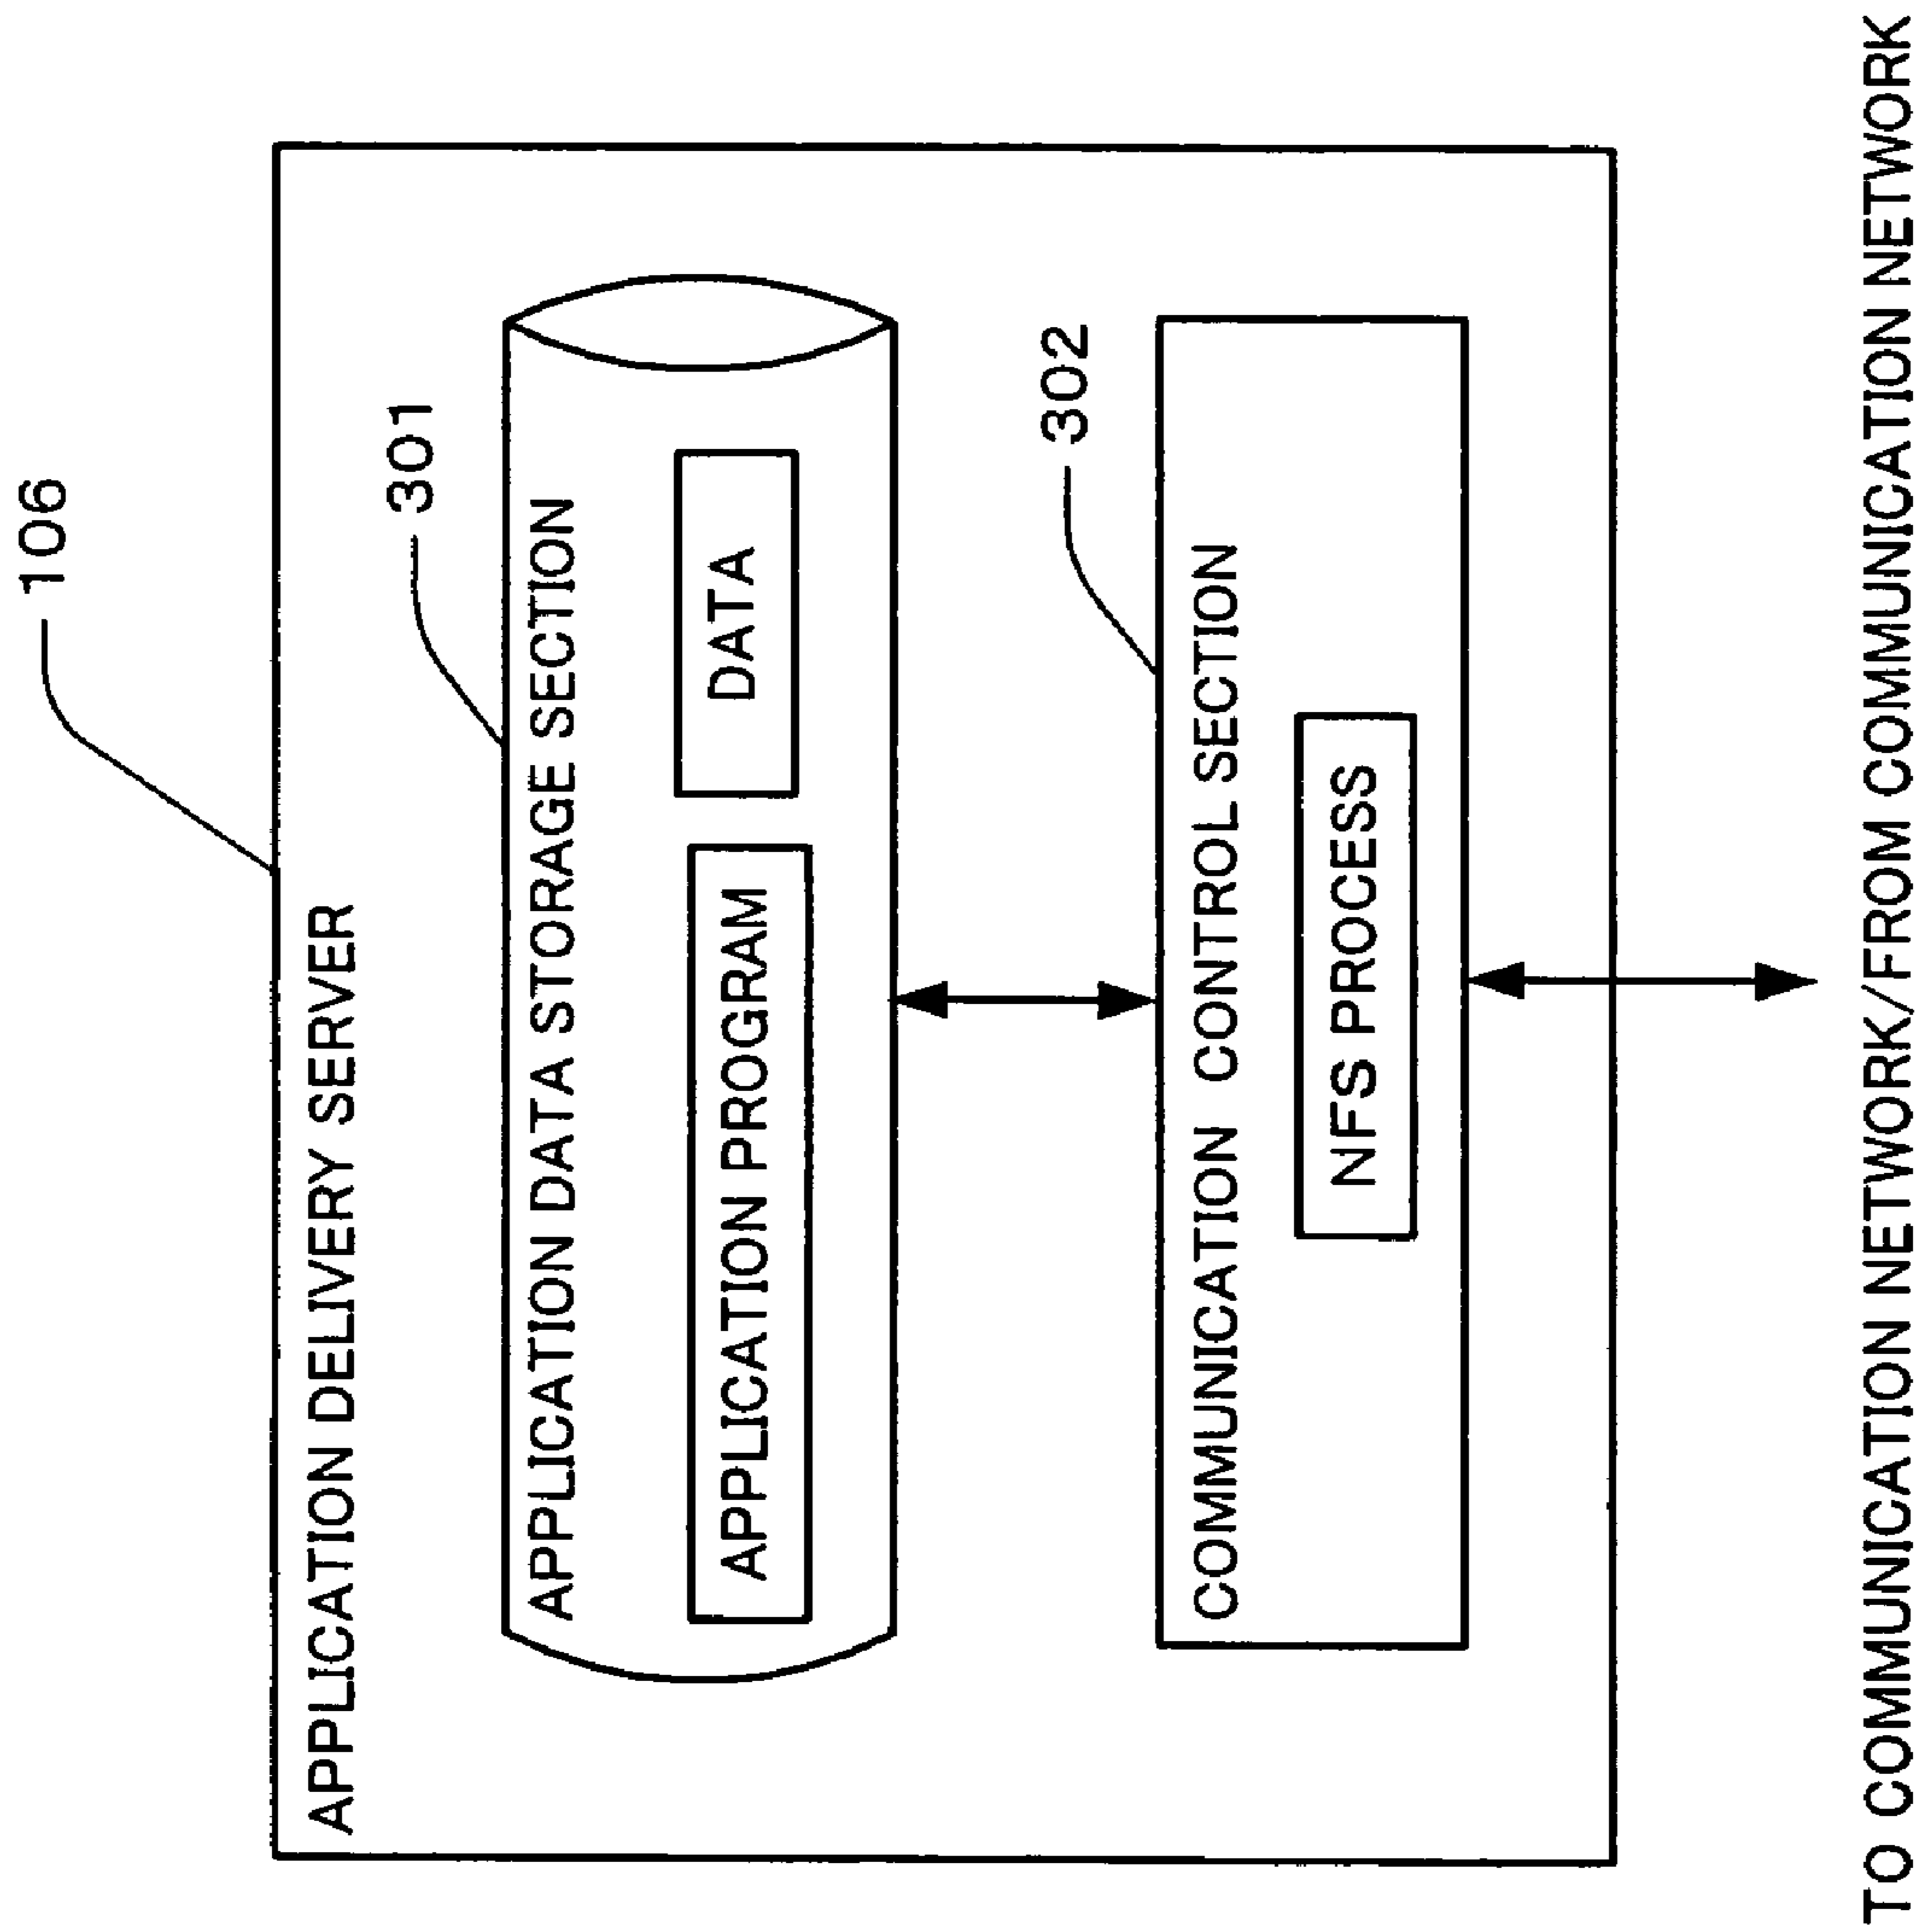 106
APPLICATION DELIVERY SERVER
301
APPLICATION DATA STORAGE SECTION
APPLICATION PROGRAM
DATA
302
COMMUNICATION CONTROL SECTION
NFS PROCESS
TO COMMUNICATION NETWORK/FROM COMMUNICATION NETWORK